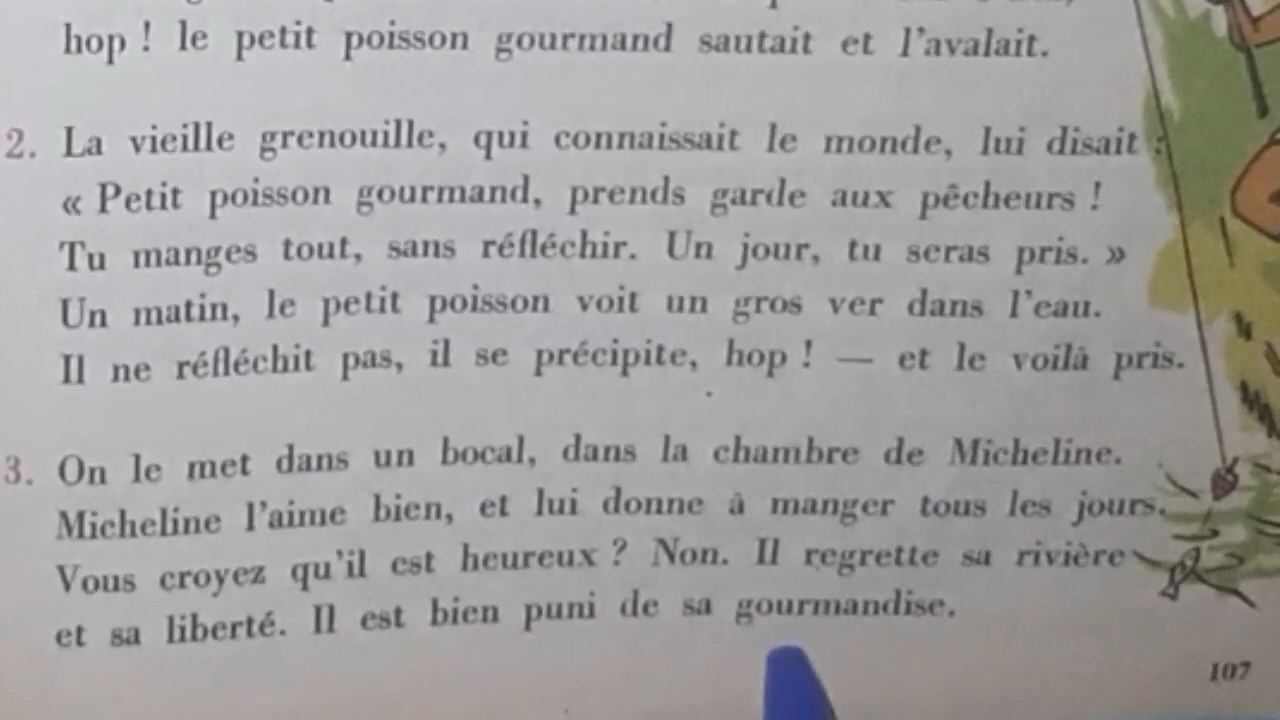 hop ! le petit poisson gourmand sautait et l'avalait.
2. La vieille grenouille, qui connaissait le monde, lui disait :
« Petit poisson gourmand, prends garde aux pêcheurs !
Tu manges tout, sans réfléchir. Un jour, tu seras pris. »
Un matin, le petit poisson voit un gros ver dans l'eau.
Il ne réfléchit pas, il se précipite, hop ! — et le voilà pris.
3. On le met dans un bocal, dans la chambre de Micheline.
Micheline l'aime bien, et lui donne à manger tous les jours.
Vous croyez qu'il est heureux ? Non. Il regrette sa rivière
et sa liberté. Il est bien puni de sa gourmandise.
107